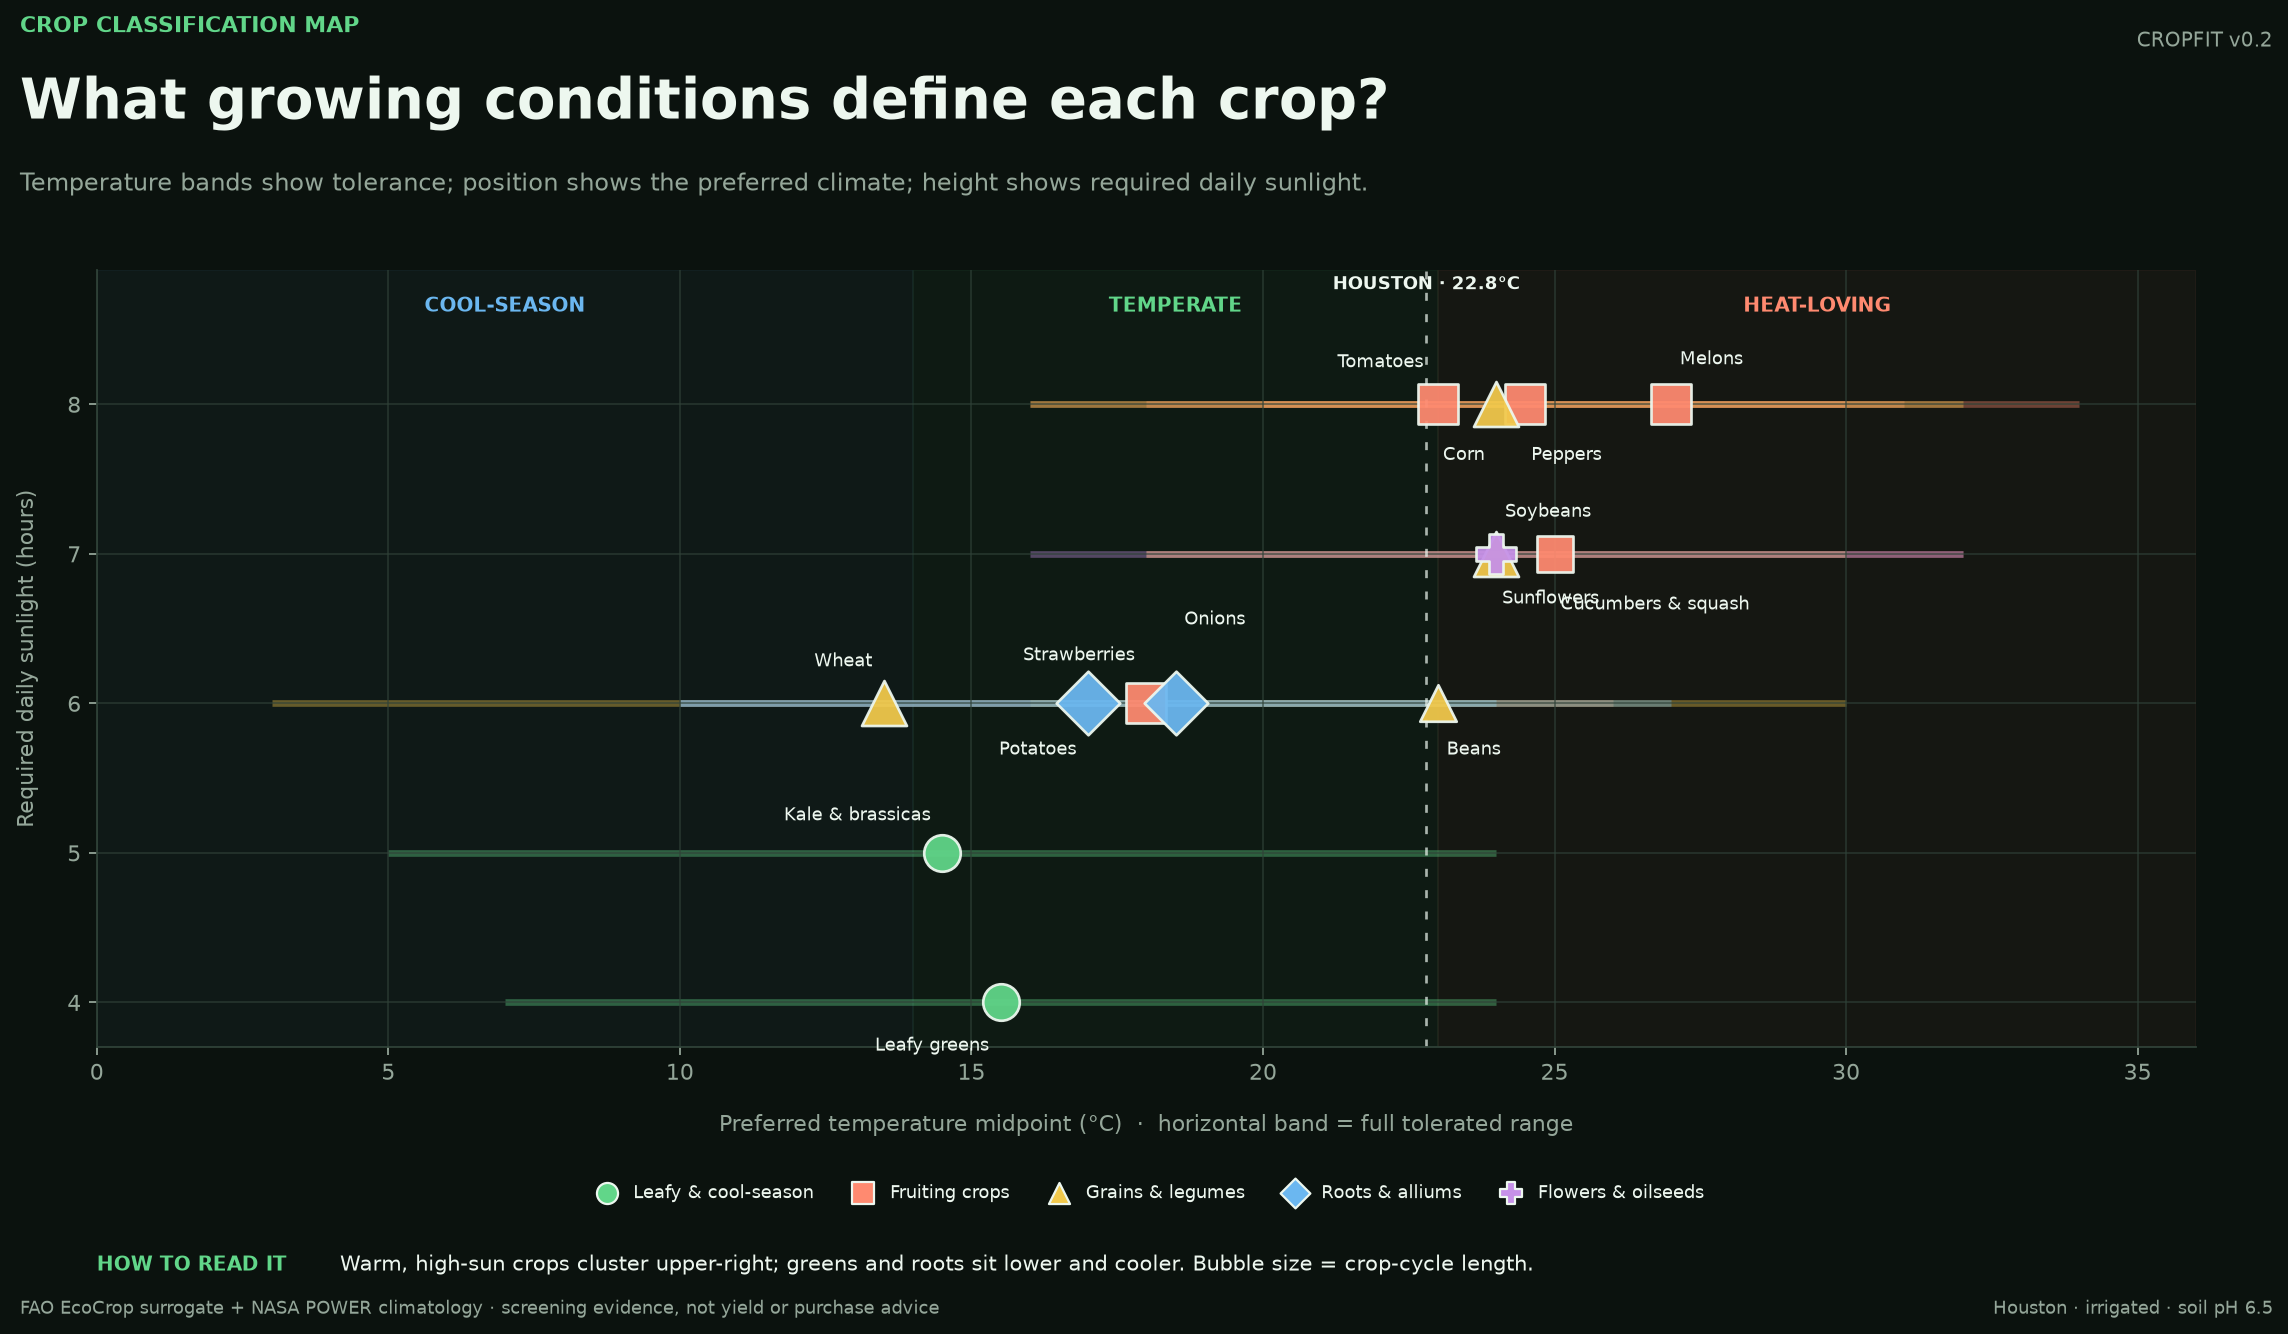 CROP CLASSIFICATION MAP
CROPFIT v0.2
What growing conditions define each crop?
Temperature bands show tolerance; position shows the preferred climate; height shows required daily sunlight.
HOUSTON · 22.8°C
COOL-SEASON
TEMPERATE
HEAT-LOVING
Tomatoes
Melons
8
Corn
Peppers
Soybeans
7
Sunflowers
Cucumbers & squash
Onions
Strawberries
Wheat
6
Potatoes
Beans
Kale & brassicas
5
4
Leafy greens
Required daily sunlight (hours)
0 5 10 15 20 25 30 35
Preferred temperature midpoint (°C) · horizontal band = full tolerated range
Leafy & cool-season
Fruiting crops
Grains & legumes
Roots & alliums
Flowers & oilseeds
HOW TO READ IT Warm, high-sun crops cluster upper-right; greens and roots sit lower and cooler. Bubble size = crop-cycle length.
FAO EcoCrop surrogate + NASA POWER climatology · screening evidence, not yield or purchase advice
Houston · irrigated · soil pH 6.5